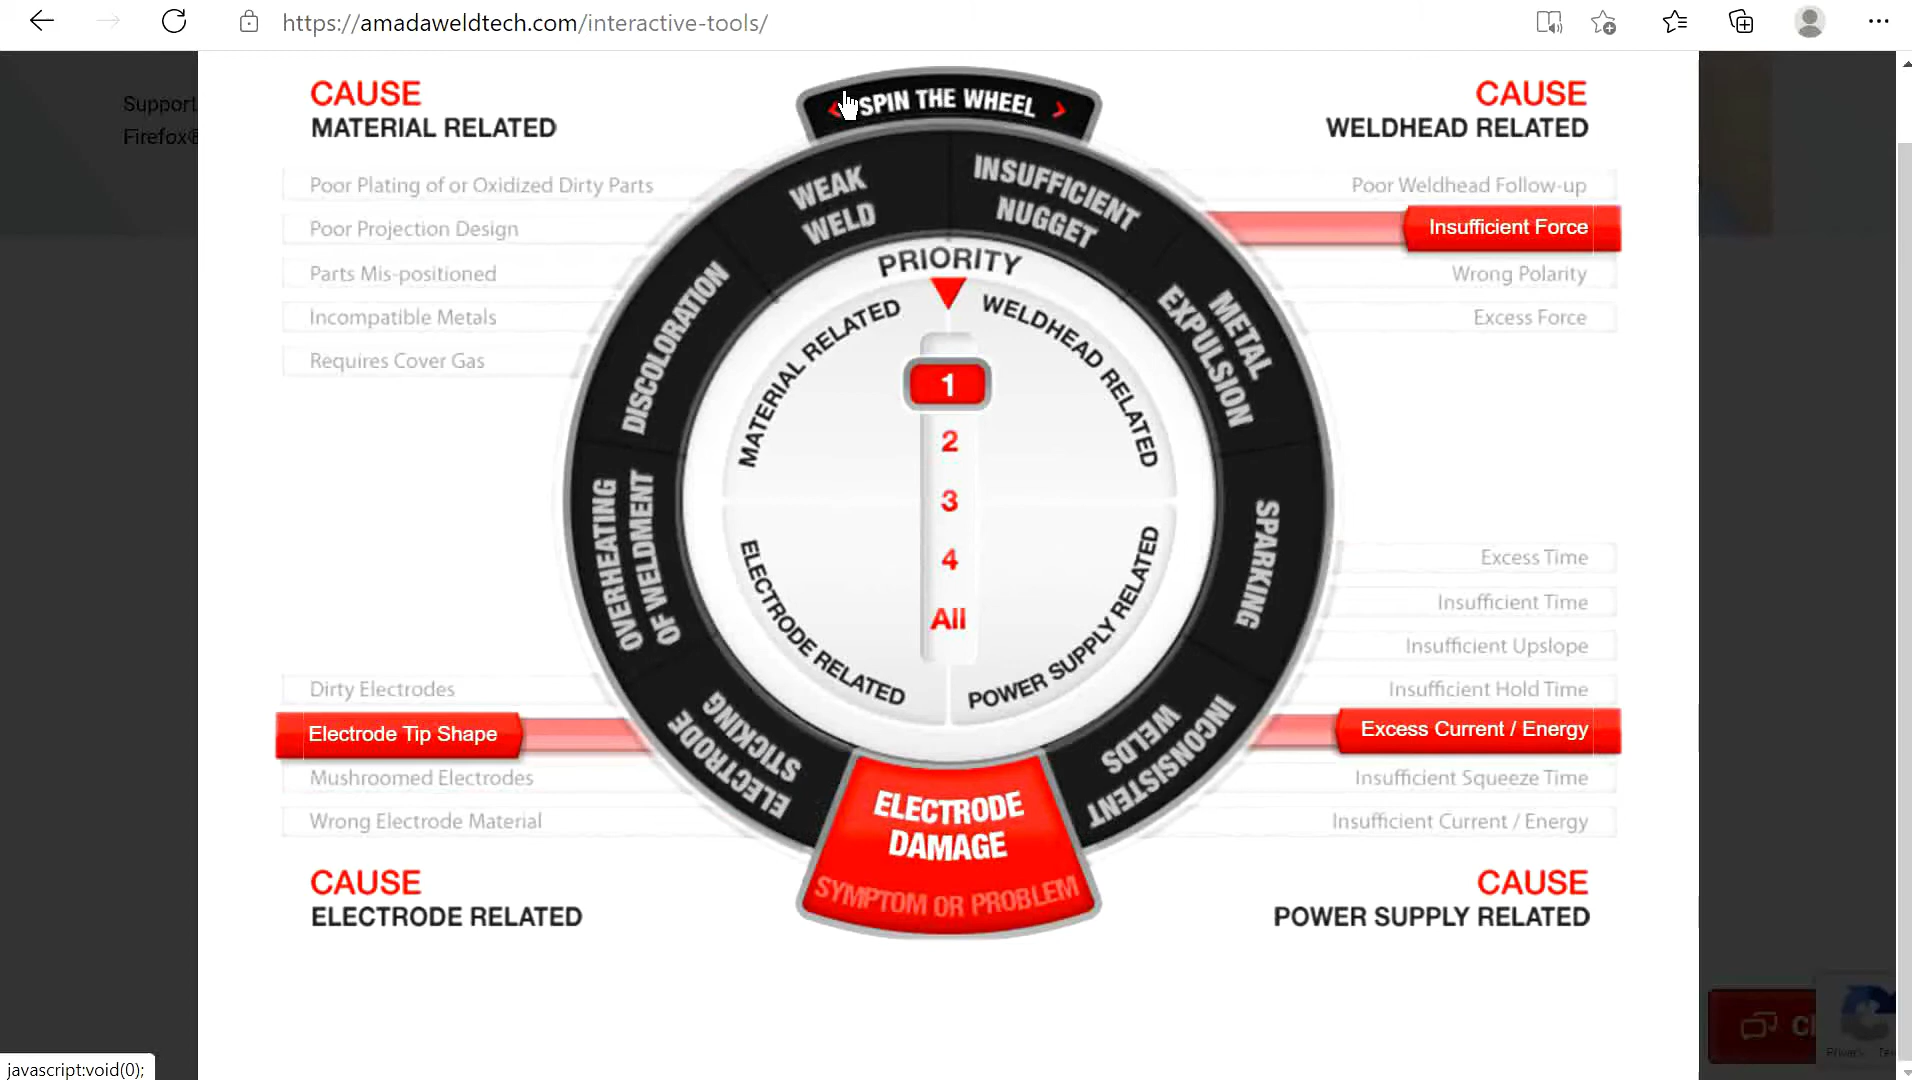 https://amadaweldtech.com/interactive-tools/
Support
Firefox®
CAUSE
MATERIAL RELATED
Poor Plating of or Oxidized Dirty Parts
Poor Projection Design
Parts Mis-positioned
Incompatible Metals
Requires Cover Gas
CAUSE
WELDHEAD RELATED
Poor Weldhead Follow-up
Insufficient Force
Wrong Polarity
Excess Force
< SPIN THE WHEEL >
WEAK
WELD
INSUFFICIENT
NUGGET
METAL
EXPULSION
SPARKING
INCONSISTENT
WELDS
ELECTRODE
DAMAGE
SYMPTOM OR PROBLEM
ELECTRODE
STICKING
OVERHEATING
OF WELDMENT
DISCOLORATION
PRIORITY
MATERIAL RELATED
WELDHEAD RELATED
1
2
3
4
All
ELECTRODE RELATED
POWER SUPPLY RELATED
Dirty Electrodes
Electrode Tip Shape
Mushroomed Electrodes
Wrong Electrode Material
CAUSE
ELECTRODE RELATED
Excess Time
Insufficient Time
Insufficient Upslope
Insufficient Hold Time
Excess Current / Energy
Insufficient Squeeze Time
Insufficient Current / Energy
CAUSE
POWER SUPPLY RELATED
javascript:void(0);